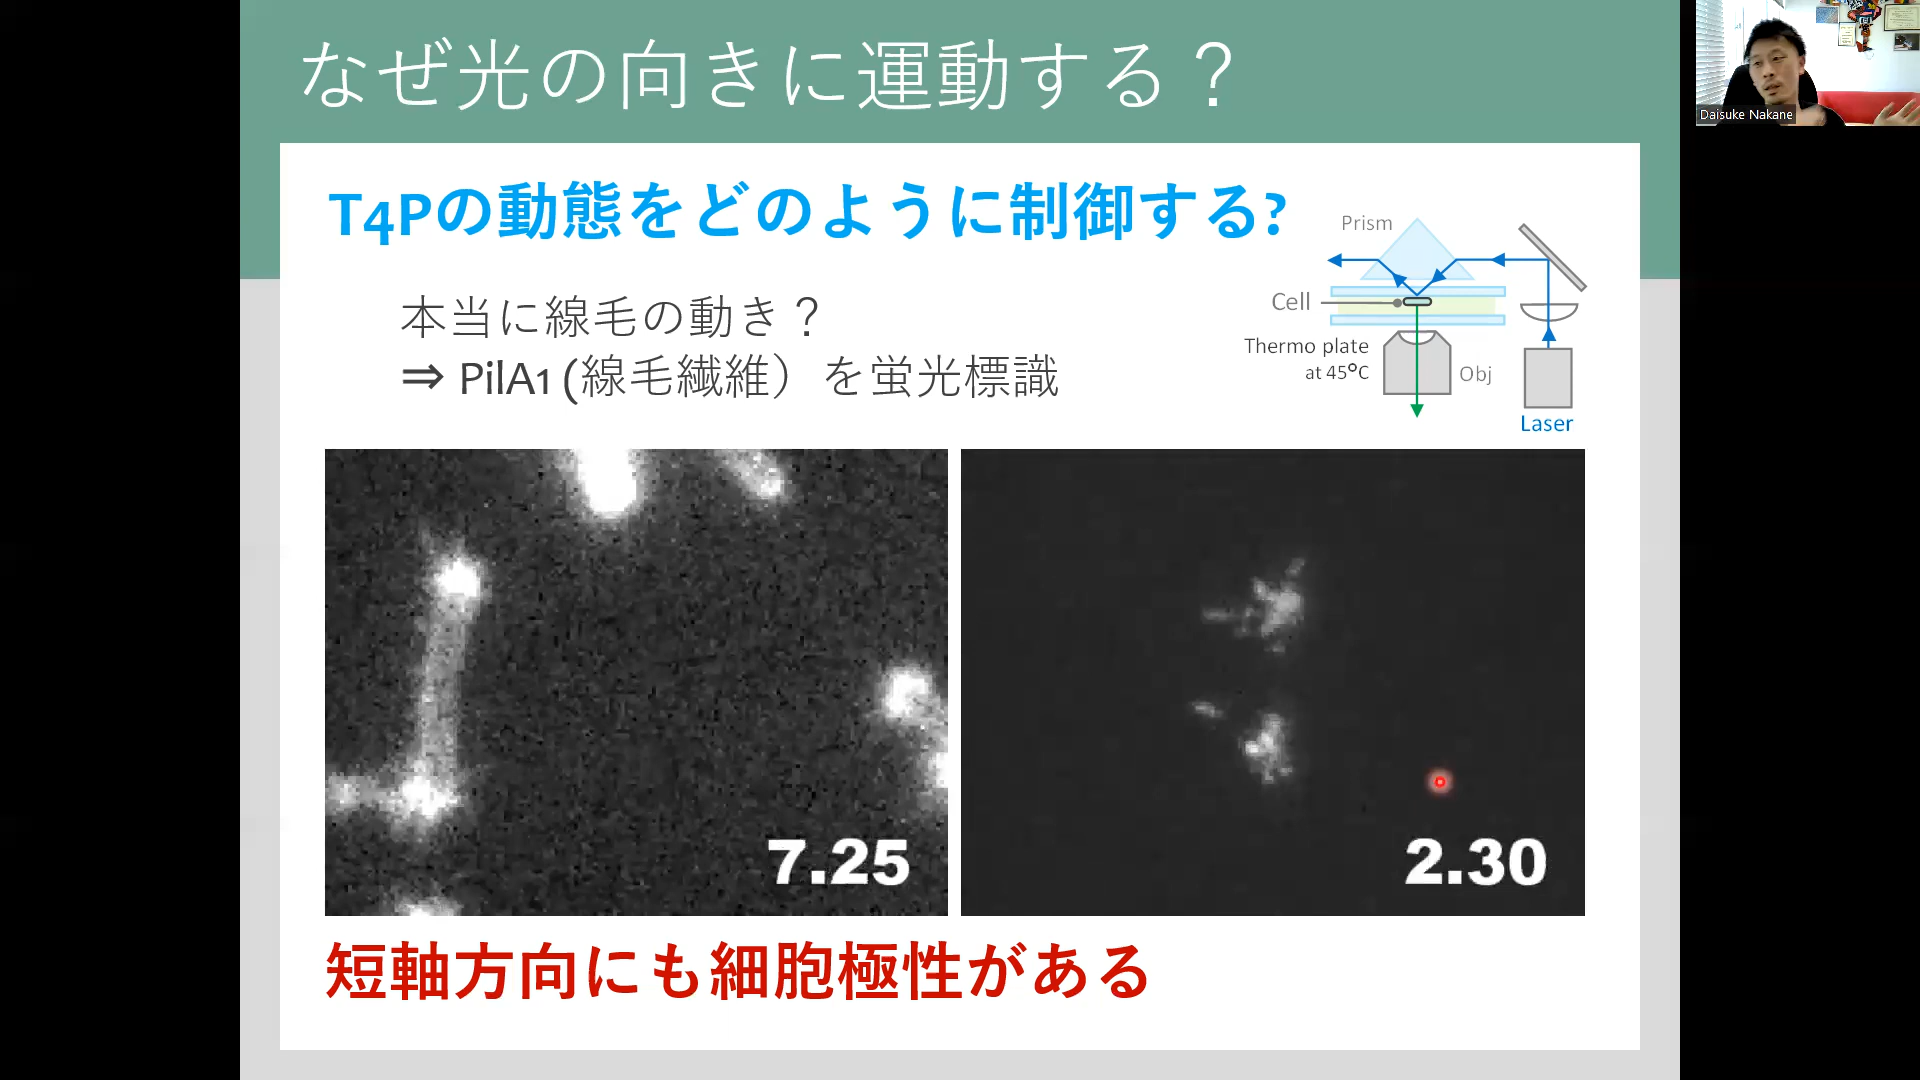 なぜ光の向きに運動する？
Daisuke Nakane
T4Pの動態をどのように制御する?
本当に線毛の動き？
⇒ PilA1 (線毛繊維）を蛍光標識
Prism
Cell
Thermo plate
at 45°C
Obj
Laser
7.25
2.30
短軸方向にも細胞極性がある